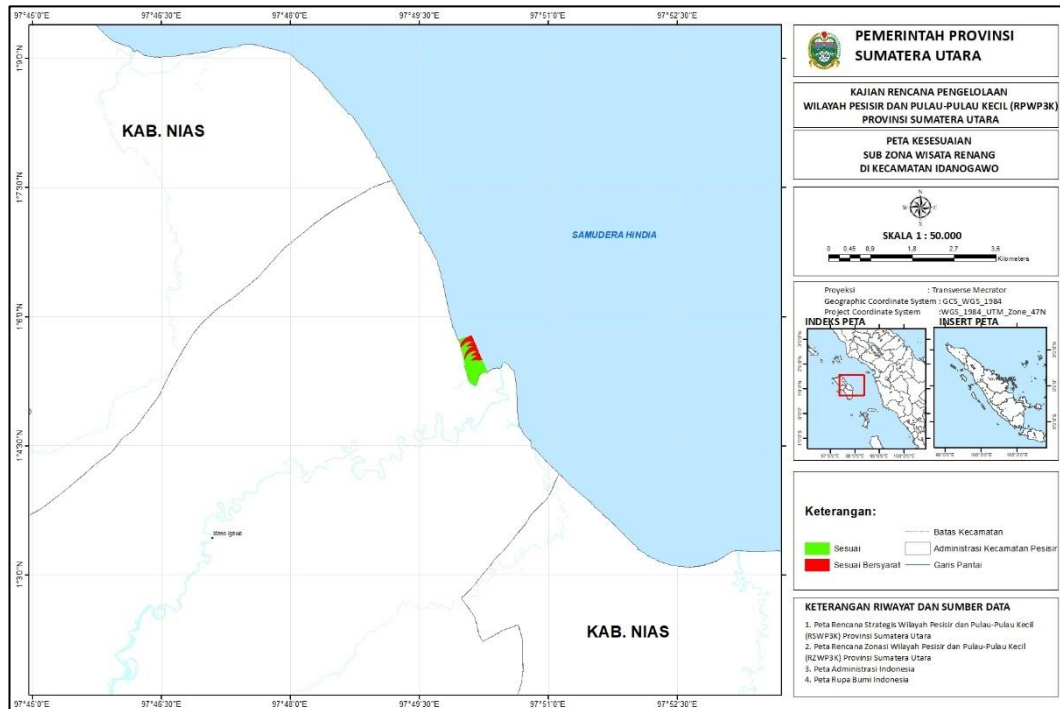 97°45'0"E 97°46'30"E 97°48'0"E 97°49'30"E 97°51'0"E 97°52'30"E
1°9'0"N
1°7'30"N
1°6'0"N
1°4'30"N
1°3'0"N
KAB. NIAS
SAMUDERA HINDIA
KAB. NIAS
97°45'0"E 97°46'30"E 97°48'0"E 97°49'30"E 97°51'0"E 97°52'30"E
PEMERINTAH PROVINSI
SUMATERA UTARA
KAJIAN RENCANA PENGELOLAAN
WILAYAH PESISIR DAN PULAU-PULAU KECIL (RPWP3K)
PROVINSI SUMATERA UTARA
PETA KESESUAIAN
SUB ZONA WISATA RENANG
DI KECAMATAN IDANOGAWO
SKALA 1 : 50.000
0 0.45 0.9 1.8 2.7 3.6
Kilometers
Proyeksi : Transverse Mecrator
Geographic Coordinate System : GCS_WGS_1984
Project Coordinate System :WGS_1984_UTM_Zone_47N
INDEKS PETA INSERT PETA
Keterangan:
Batas Kecamatan
Sesuai Administrasi Kecamatan Pesisir
Sesuai Bersyarat Garis Pantai
KETERANGAN RIWAYAT DAN SUMBER DATA
1. Peta Rencana Strategis Wilayah Pesisir dan Pulau-Pulau Kecil
(RSWP3K) Provinsi Sumatera Utara
2. Peta Rencana Zonasi Wilayah Pesisir dan Pulau-Pulau Kecil
(RZWP3K) Provinsi Sumatera Utara
3. Peta Administrasi Indonesia
4. Peta Rupa Bumi Indonesia